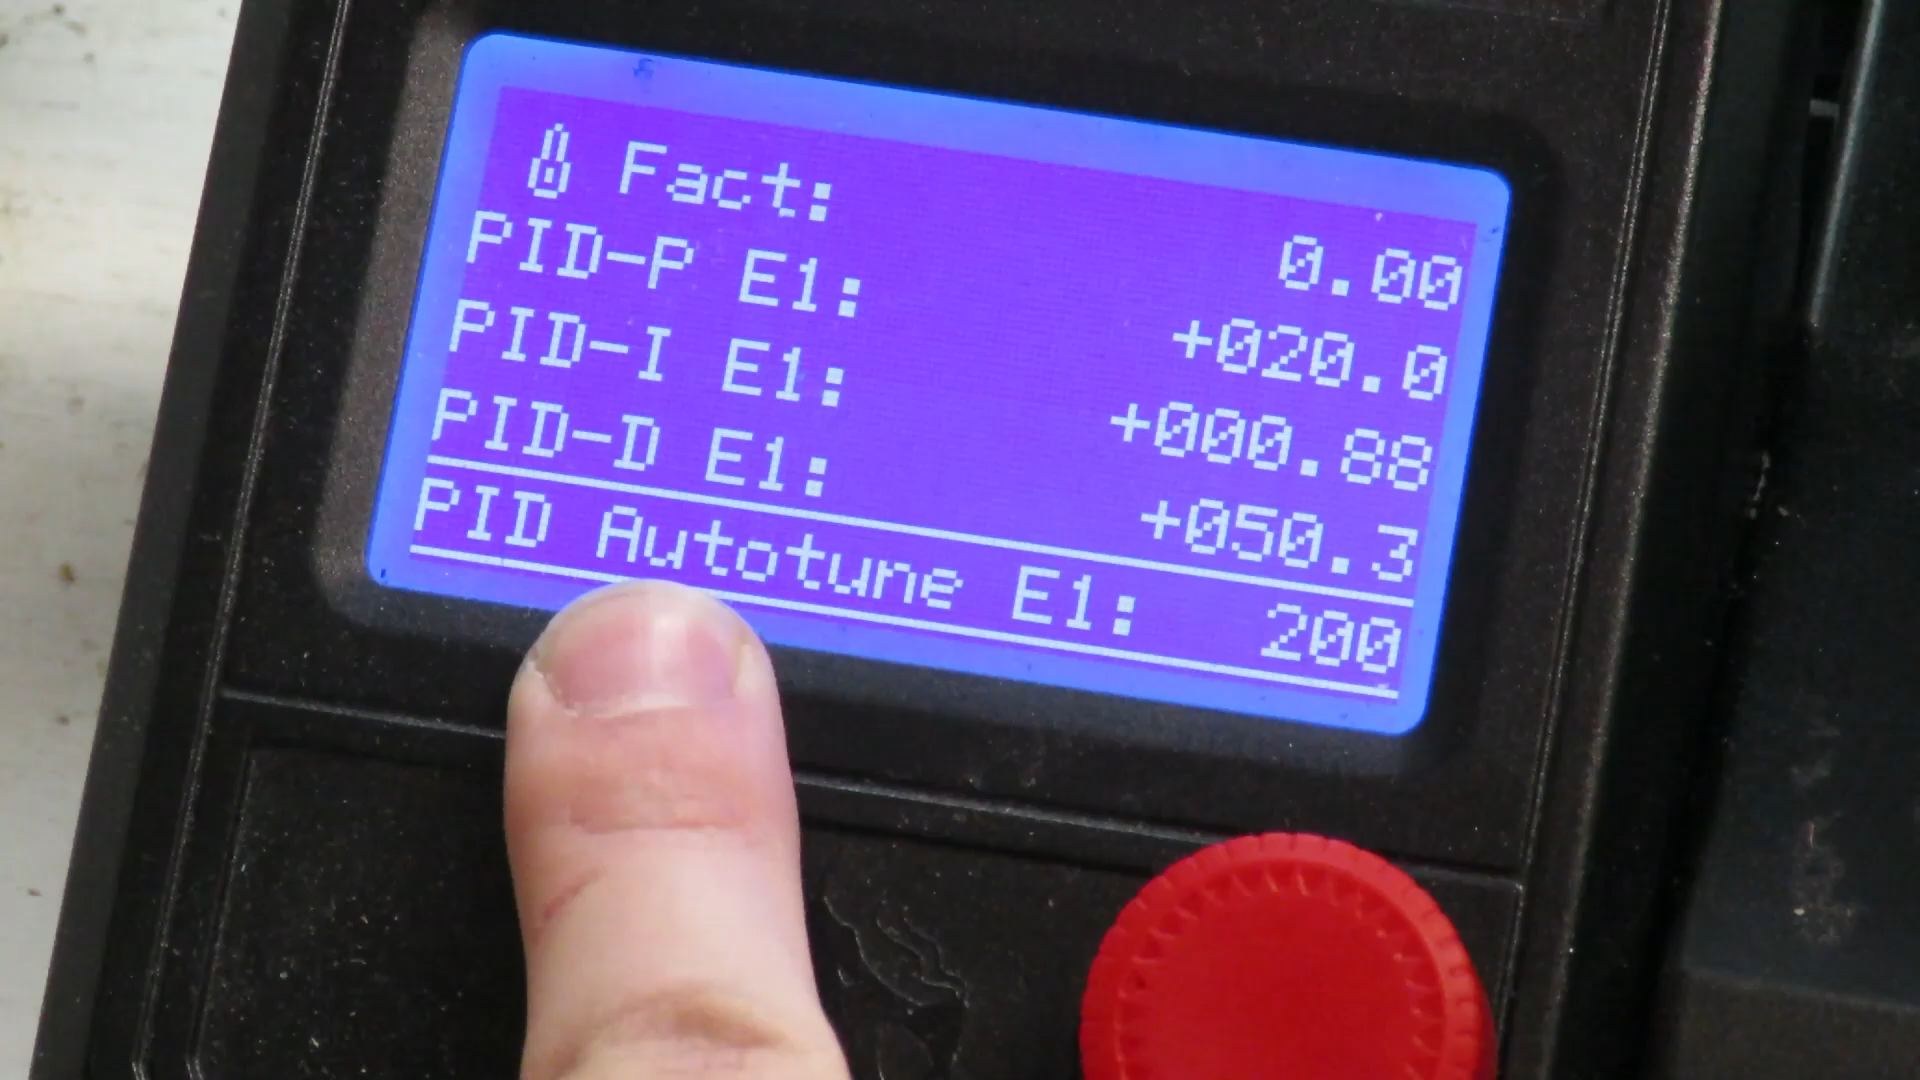 Fact: 0.00
PID-P E1: +020.0
PID-I E1: +000.88
PID-D E1: +050.3
PID Autotune E1: 200